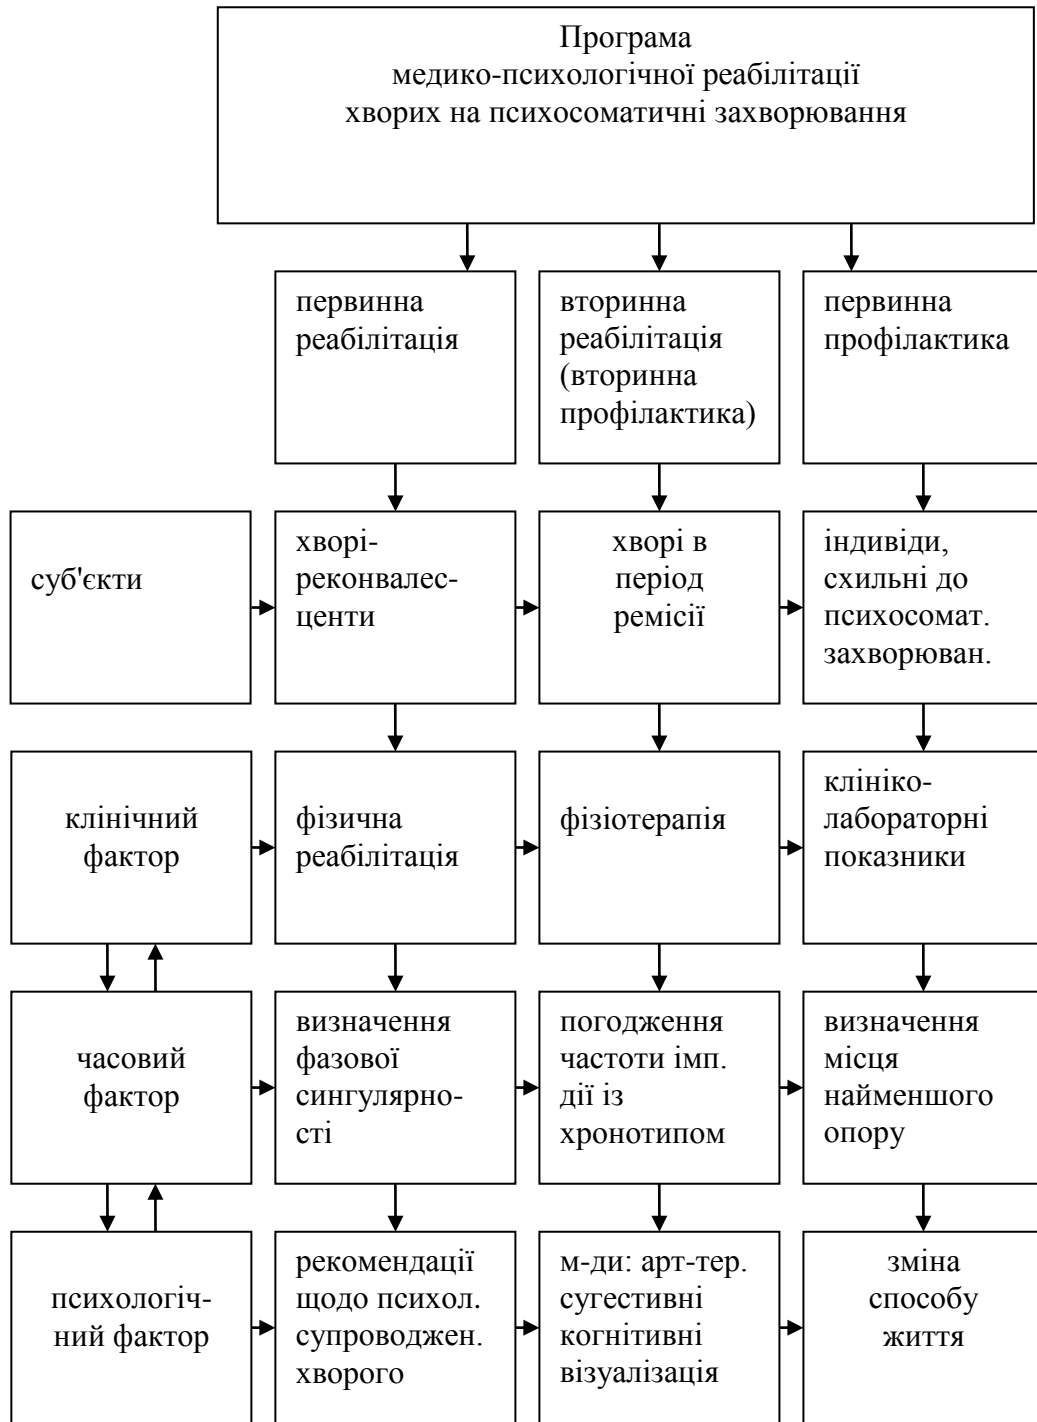 Програма
медико-психологічної реабілітації
хворих на психосоматичні захворювання
первинна
реабілітація
вторинна
реабілітація
(вторинна
профілактика)
первинна
профілактика
суб'єкти
хворі-
реконвалес-
центи
хворі в
період
ремісії
індивіди,
схильні до
психосомат.
захворюван.
клінічний
фактор
фізична
реабілітація
фізіотерапія
клініко-
лабораторні
показники
часовий
фактор
визначення
фазової
сингулярно-
сті
погодження
частоти імп.
дії із
хронотипом
визначення
місця
найменшого
опору
психологіч-
ний фактор
рекомендації
щодо психол.
супроводжен.
хворого
м-ди: арт-тер.
сугестивні
когнітивні
візуалізація
зміна
способу
життя